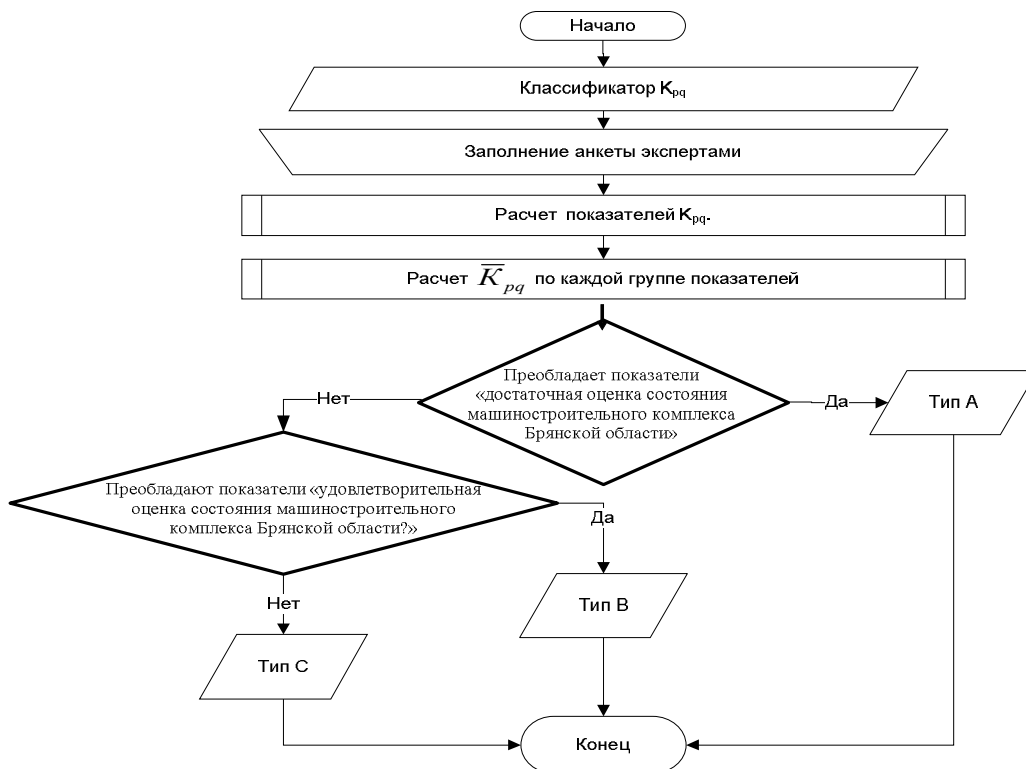 Начало
Классификатор Kpq
Заполнение анкеты экспертами
Расчет показателей Kpq.
Расчет K̅pq по каждой группе показателей
Преобладает показатели
«достаточная оценка состояния
машиностроительного комплекса
Брянской области»
Нет
Да
Тип А
Преобладают показатели «удовлетворительная
оценка состояния машиностроительного
комплекса Брянской области?»
Да
Нет
Тип В
Тип С
Конец